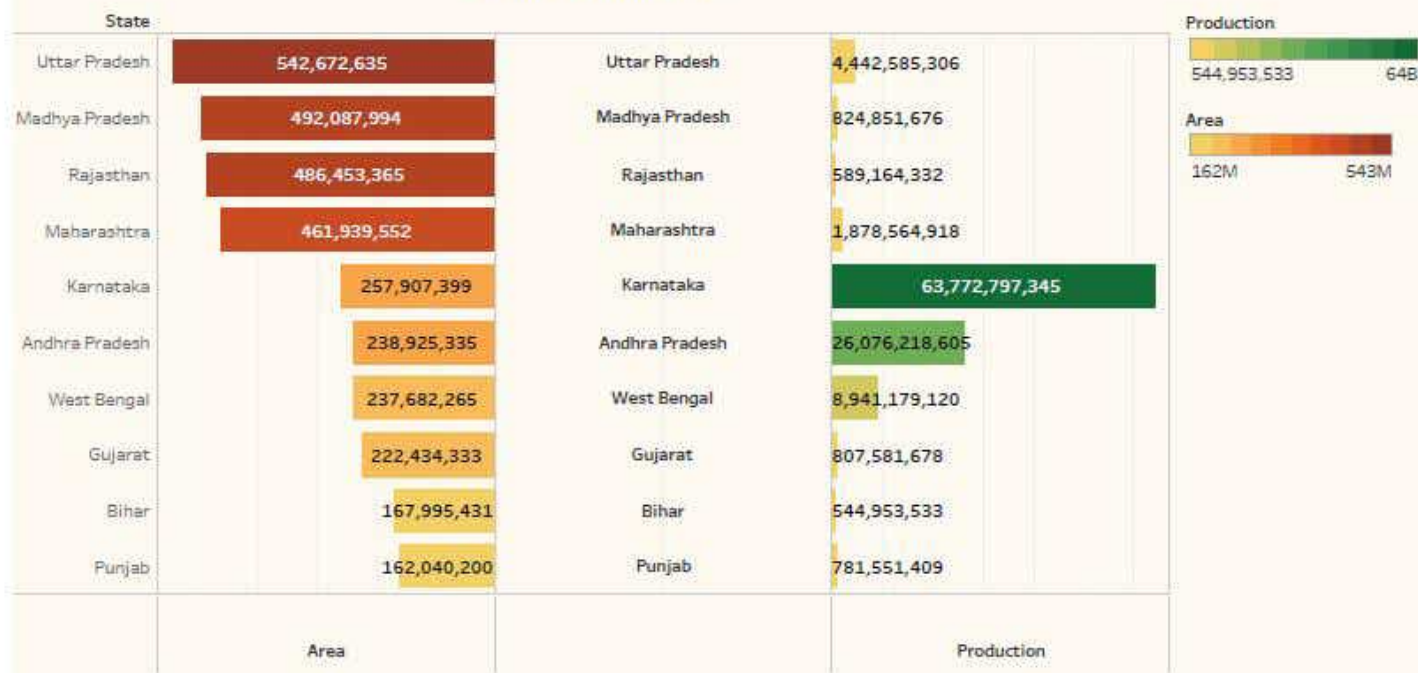 State
Production
Uttar Pradesh 542,672,635 Uttar Pradesh 4,442,585,306
544,953,533 64B
Madhya Pradesh 492,087,994 Madhya Pradesh 824,851,676
Area
Rajasthan 486,453,365 Rajasthan 589,164,332
162M 543M
Maharashtra 461,939,552 Maharashtra 1,878,564,918
Karnataka 257,907,399 Karnataka 63,772,797,345
Andhra Pradesh 238,925,335 Andhra Pradesh 26,076,218,605
West Bengal 237,682,265 West Bengal 8,941,179,120
Gujarat 222,434,333 Gujarat 807,581,678
Bihar 167,995,431 Bihar 544,953,533
Punjab 162,040,200 Punjab 781,551,409
Area Production